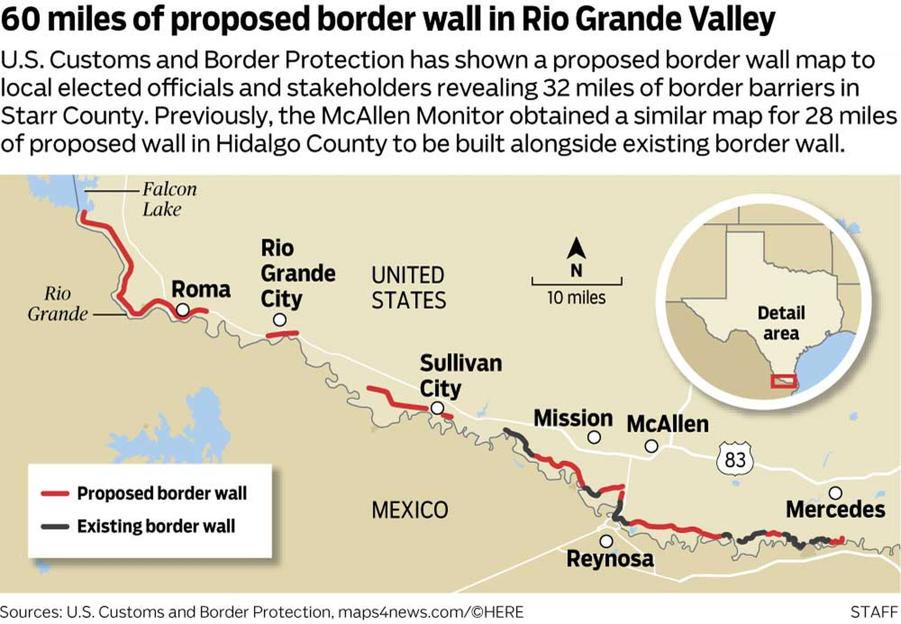 60 miles of proposed border wall in Rio Grande Valley
U.S. Customs and Border Protection has shown a proposed border wall map to
local elected officials and stakeholders revealing 32 miles of border barriers in
Starr County. Previously, the McAllen Monitor obtained a similar map for 28 miles
of proposed wall in Hidalgo County to be built alongside existing border wall.
Falcon
Lake
Rio
Grande
Roma
Rio
Grande
City
UNITED
STATES
N
10 miles
Detail
area
Sullivan
City
Mission
McAllen
83
Mercedes
MEXICO
Reynosa
Proposed border wall
Existing border wall
Sources: U.S. Customs and Border Protection, maps4news.com/©HERE
STAFF